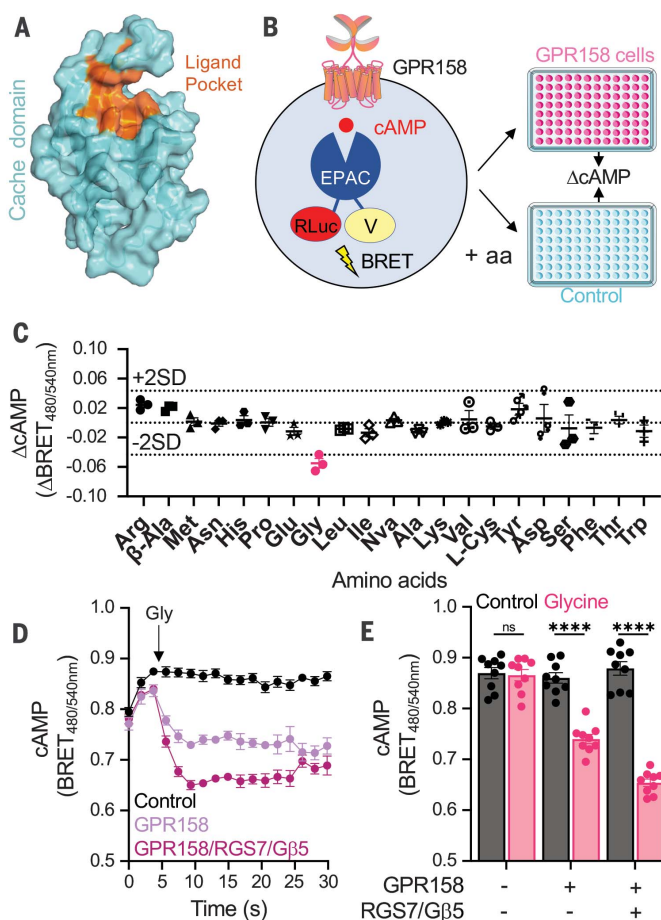 A
Cache domain
Ligand
Pocket
B
GPR158
cAMP
EPAC
RLuc
V
BRET
+ aa
GPR158 cells
ΔcAMP
Control
C
ΔcAMP
(ΔBRET480/540nm)
0.10
0.06
0.02
-0.02
-0.06
-0.10
+2SD
-2SD
Arg
β-Ala
Met
Asn
His
Pro
Glu
Gly
Leu
Ile
Nva
Ala
Lys
Val
L-Cys
Tyr
Asp
Ser
Phe
Thr
Trp
Amino acids
D
cAMP
(BRET480/540nm)
1.0
0.9
0.8
0.7
0.6
0.5
Gly
Control
GPR158
GPR158/RGS7/Gβ5
0 5 10 15 20 25 30
Time (s)
E
cAMP
(BRET480/540nm)
1.0
0.9
0.8
0.7
0.6
0.5
Control Glycine
ns **** ****
GPR158 - + +
RGS7/Gβ5 - - +